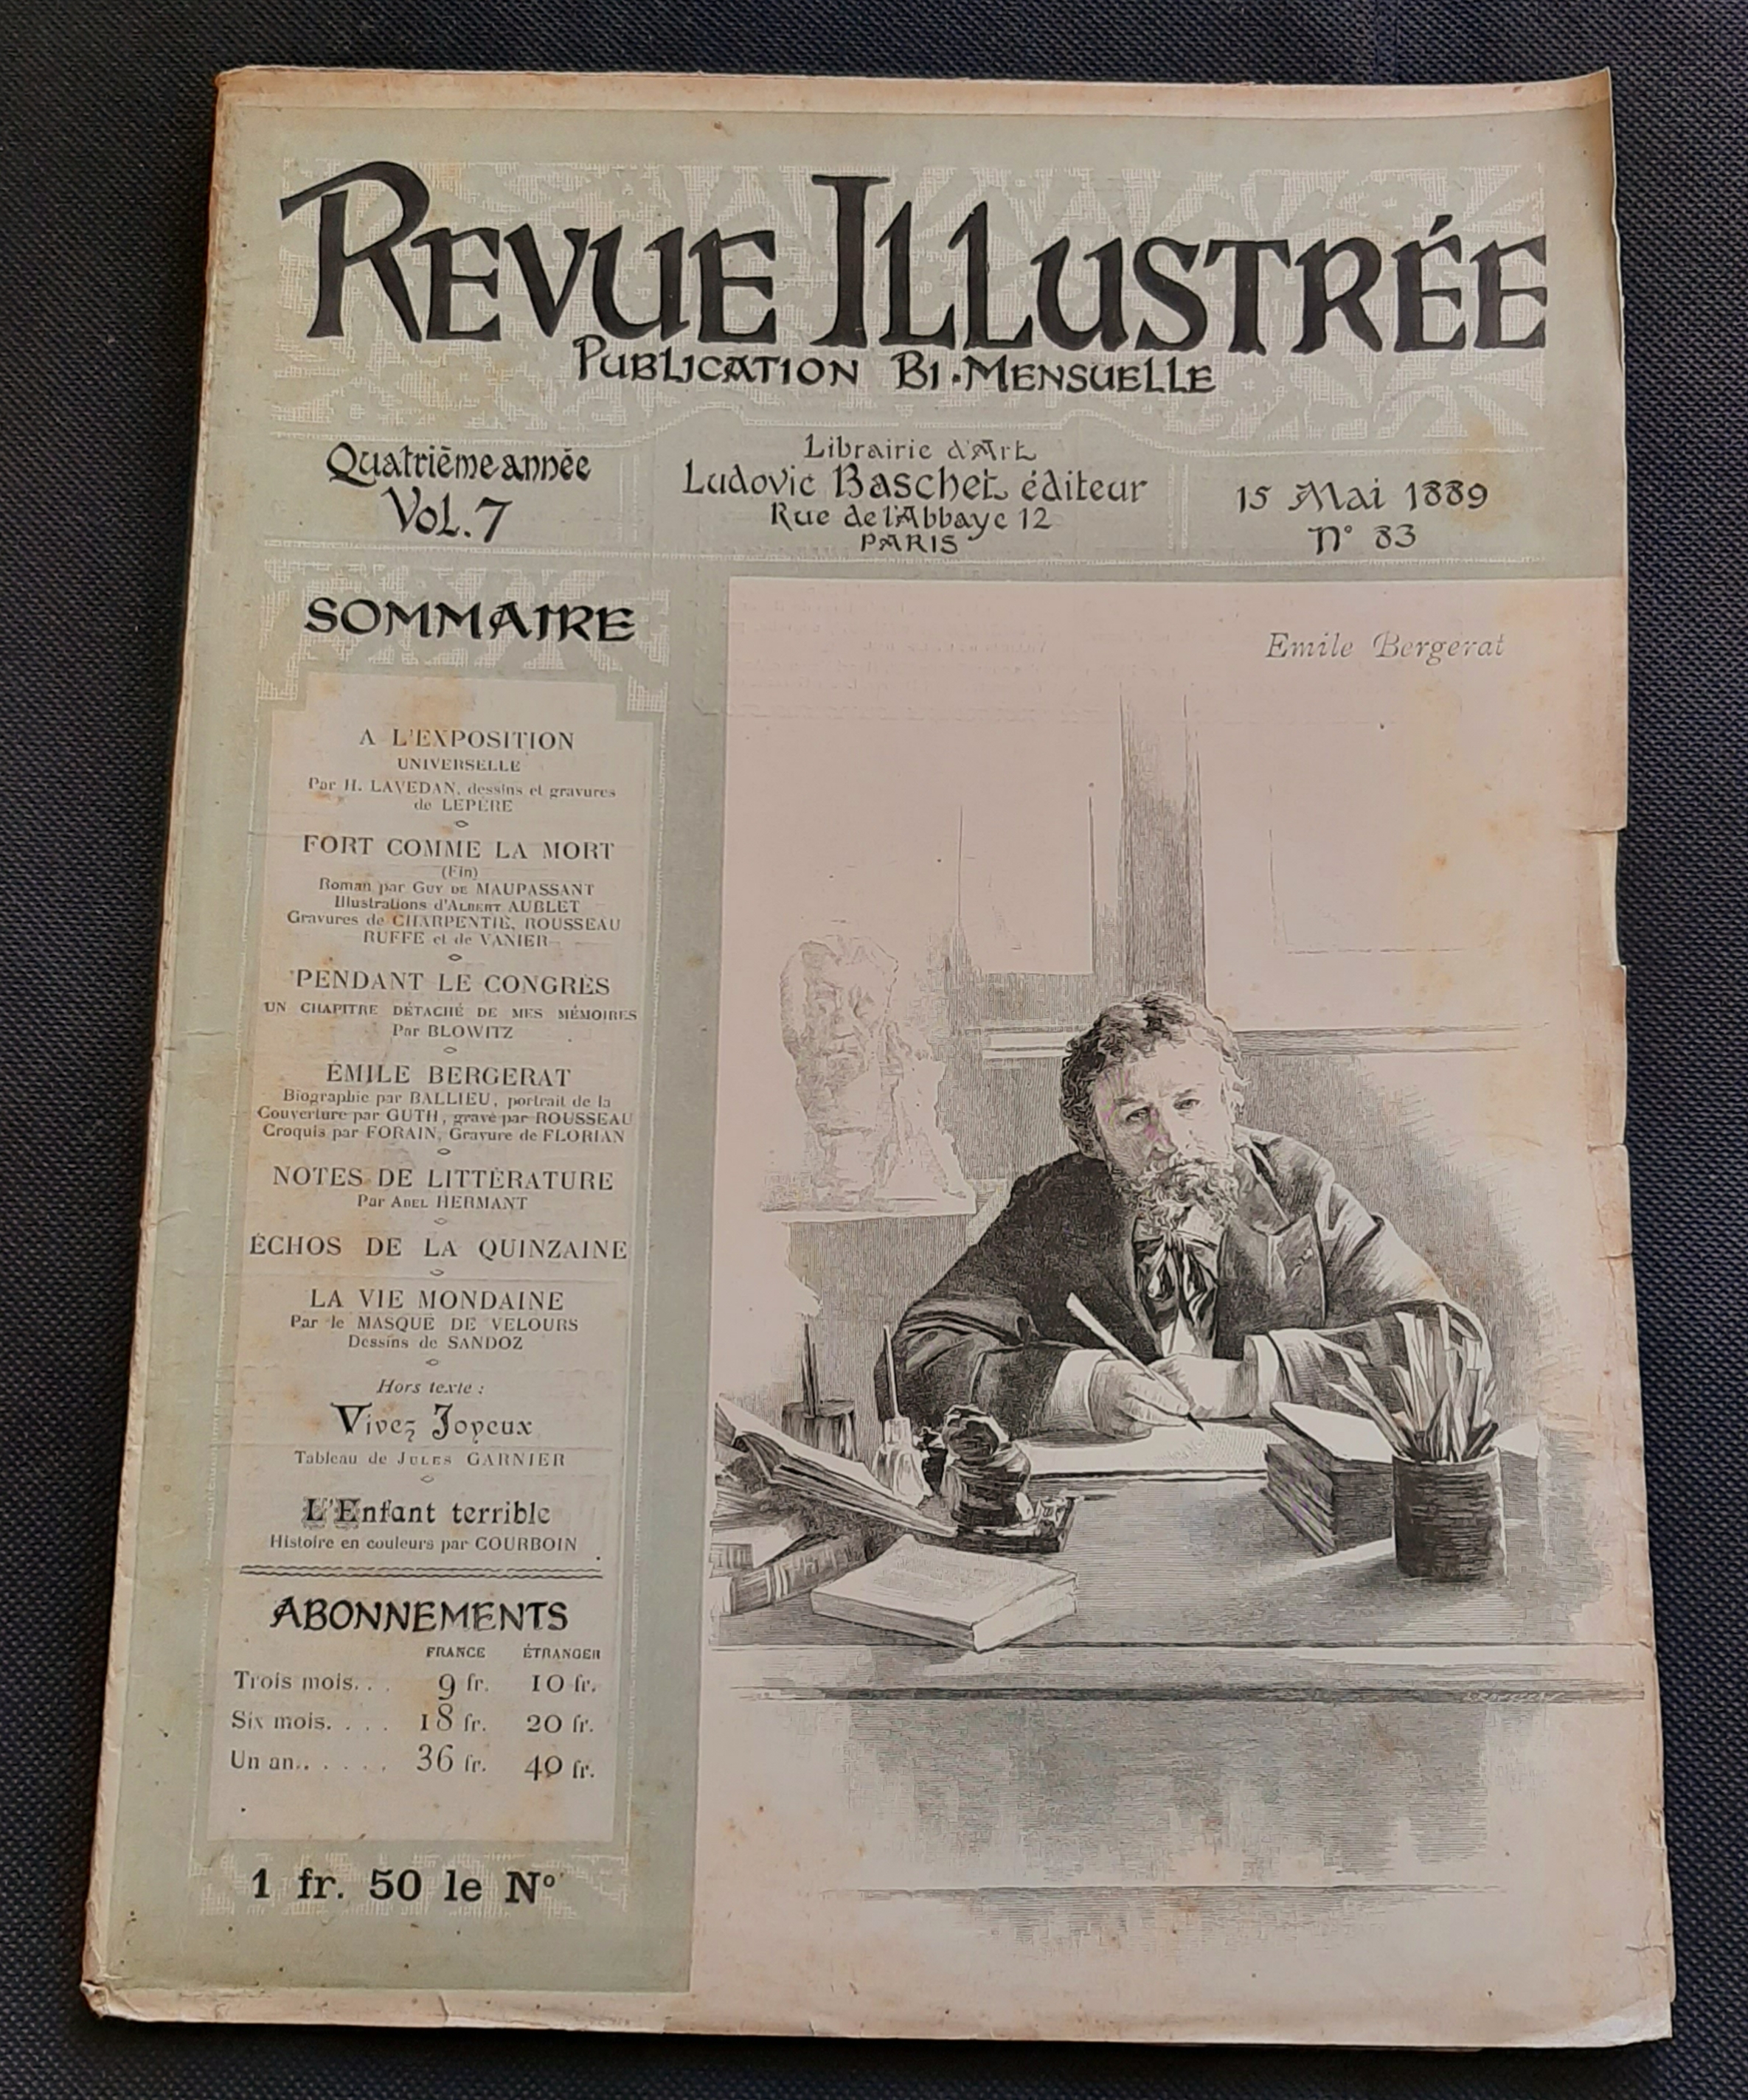 REVUE ILLUSTRÉE
PUBLICATION BI-MENSUELLE
Quatriême année
Vol. 7
Librairie d'Art
Ludovic Baschet éditeur
Rue de l'Abbaye 12
PARIS
15 Mai 1889
N° 83
SOMMAIRE
Emile Bergerat
A L'EXPOSITION
UNIVERSELLE
Par H. LAVEDAN, dessins et gravures
de LEPÈRE
FORT COMME LA MORT
(Fin)
Roman par GUY DE MAUPASSANT
Illustrations d'ALBERT AUBLET
Gravures de CHARPENTIE, ROUSSEAU
RUFFE et de VANIER
PENDANT LE CONGRÈS
UN CHAPITRE DÉTACHÉ DE MES MÉMOIRES
Par BLOWITZ
ÉMILE BERGERAT
Biographie par BALLIEU, portrait de la
Couverture par GUTH, gravé par ROUSSEAU
Croquis par FORAIN, Gravure de FLORIAN
NOTES DE LITTÉRATURE
Par ABEL HERMANT
ÉCHOS DE LA QUINZAINE
LA VIE MONDAINE
Par le MASQUE DE VELOURS
Dessins de SANDOZ
Hors texte :
Vivez Joyeux
Tableau de JULES GARNIER
L'Enfant terrible
Histoire en couleurs par COURBOIN
ABONNEMENTS
FRANCE ÉTRANGER
Trois mois... 9 fr. 10 fr.
Six mois.... 18 fr. 20 fr.
Un an...... 36 fr. 40 fr.
1 fr. 50 le N°